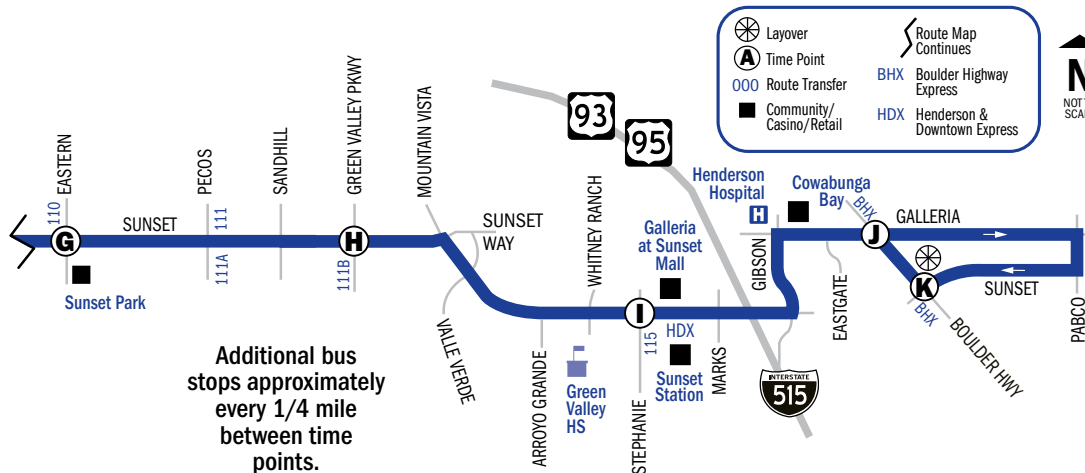 Layover
A Time Point
000 Route Transfer
Community/
Casino/Retail
Route Map
Continues
BHX Boulder Highway
Express
HDX Henderson &
Downtown Express
N
EASTERN
110
G
Sunset Park
SUNSET
PECOS
111
111A
SANDHILL
GREEN VALLEY PKWY
H
111B
MOUNTAIN VISTA
SUNSET
WAY
VALLE VERDE
ARROYO GRANDE
WHITNEY RANCH
Green
Valley
HS
93
95
I
115
STEPHANIE
Galleria
at Sunset
Mall
HDX
Sunset
Station
MARKS
INTERSTATE
515
Henderson
Hospital
H
GIBSON
Cowabunga
Bay
EASTGATE
BHX
J
GALLERIA
K
BHX
SUNSET
BOULDER HWY
PABCO
Additional bus
stops approximately
every 1/4 mile
between time
points.